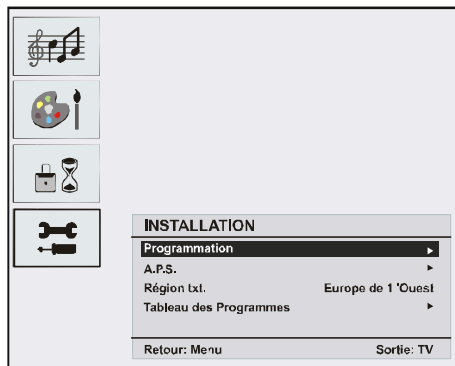 INSTALLATION
Programmation
A.P.S.
Région txt. Europe de 1 'Ouest
Tableau des Programmes
Retour: Menu Sortie: TV